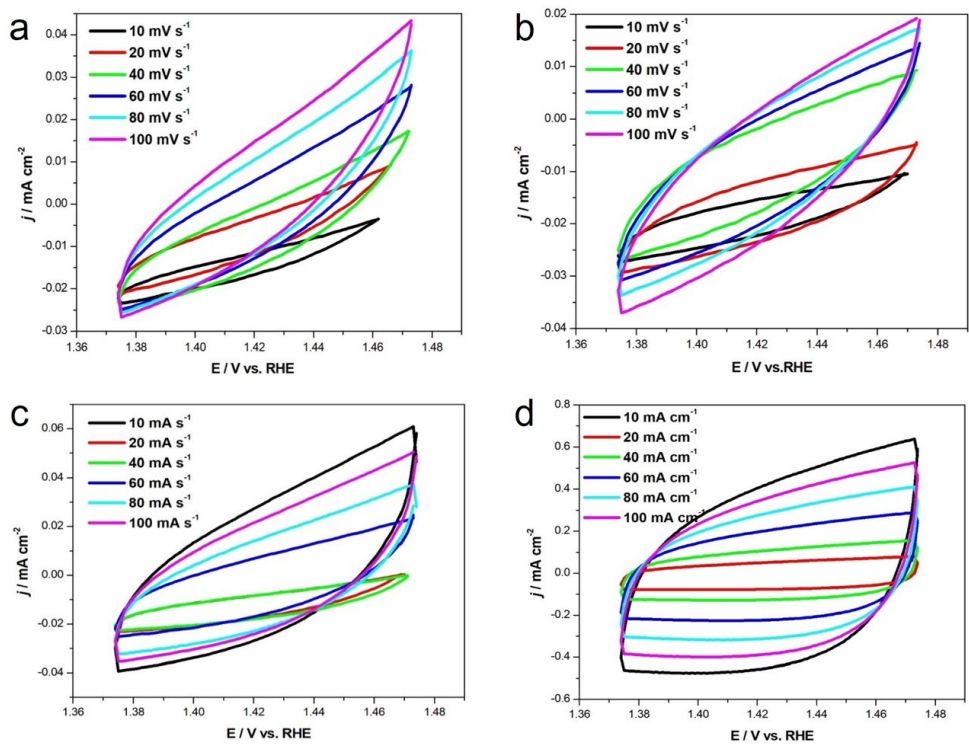 a
10 mV s⁻¹
20 mV s⁻¹
40 mV s⁻¹
60 mV s⁻¹
80 mV s⁻¹
100 mV s⁻¹
0.04
0.03
0.01
0.00
-0.01
-0.02
-0.03
j / mA cm⁻²
1.36 1.38 1.40 1.42 1.44 1.46 1.48
E / V vs. RHE
b
10 mV s⁻¹
20 mV s⁻¹
40 mV s⁻¹
60 mV s⁻¹
80 mV s⁻¹
100 mV s⁻¹
0.02
0.01
0.00
-0.01
-0.02
-0.03
-0.04
j / mA cm⁻²
1.36 1.38 1.40 1.42 1.44 1.46 1.48
E / V vs.RHE
c
10 mA s⁻¹
20 mA s⁻¹
40 mA s⁻¹
60 mA s⁻¹
80 mA s⁻¹
100 mA s⁻¹
0.06
0.04
0.02
0.00
-0.02
-0.04
j / mA cm⁻²
1.36 1.38 1.40 1.42 1.44 1.46 1.48
E / V vs. RHE
d
10 mA cm⁻¹
20 mA cm⁻¹
40 mA cm⁻¹
60 mA cm⁻¹
80 mA cm⁻¹
100 mA cm⁻¹
0.8
0.6
0.4
0.2
0.0
-0.2
-0.4
-0.6
j / mA cm⁻²
1.36 1.38 1.40 1.42 1.44 1.46 1.48
E / V vs. RHE